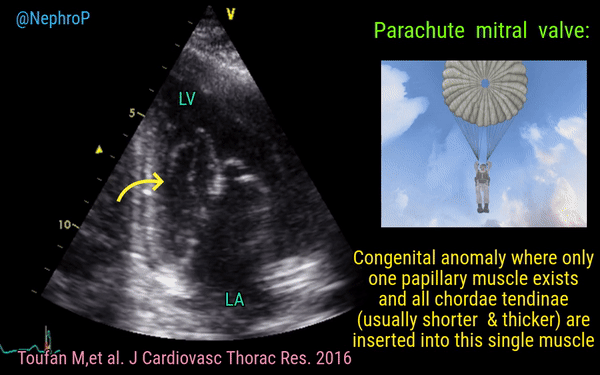 @NephroP
V
Parachute mitral valve:
LV
5
10
LA
Congenital anomaly where only
one papillary muscle exists
and all chordae tendinae
(usually shorter & thicker) are
inserted into this single muscle
Toufan M,et al. J Cardiovasc Thorac Res. 2016